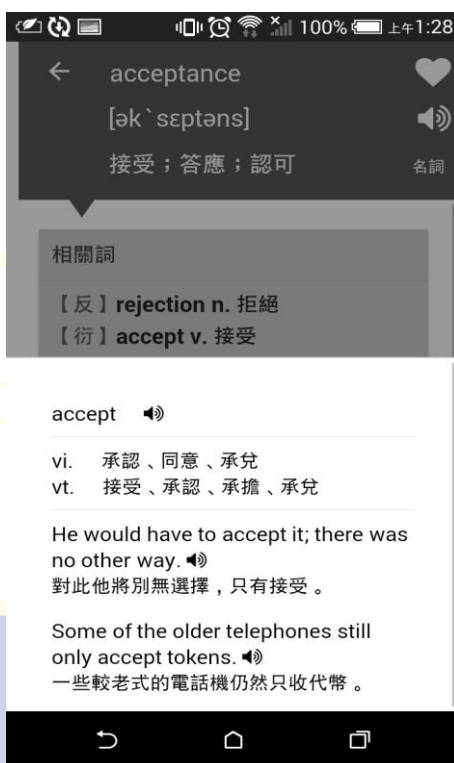 100% 上午1:28
acceptance
[ək`sɛptəns]
接受；答應；認可 名詞
相關詞
【反】rejection n. 拒絕
【衍】accept v. 接受
accept
vi. 承認、同意、承兌
vt. 接受、承認、承擔、承兌
He would have to accept it; there was
no other way.
對此他將別無選擇，只有接受。
Some of the older telephones still
only accept tokens.
一些較老式的電話機仍然只收代幣。